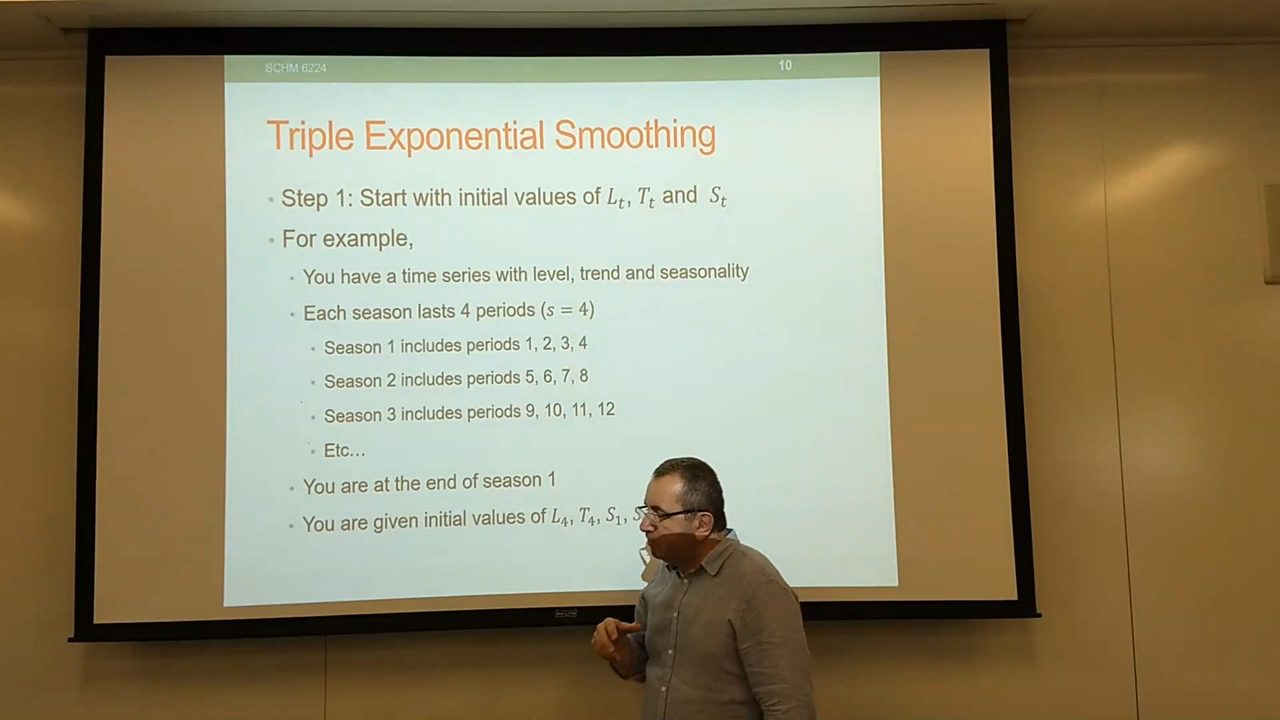 SCHM 6224
10
Triple Exponential Smoothing
• Step 1: Start with initial values of Lₜ, Tₜ and Sₜ
• For example,
• You have a time series with level, trend and seasonality
• Each season lasts 4 periods (s = 4)
• Season 1 includes periods 1, 2, 3, 4
• Season 2 includes periods 5, 6, 7, 8
• Season 3 includes periods 9, 10, 11, 12
• Etc…
• You are at the end of season 1
• You are given initial values of L₄, T₄, S₁, S